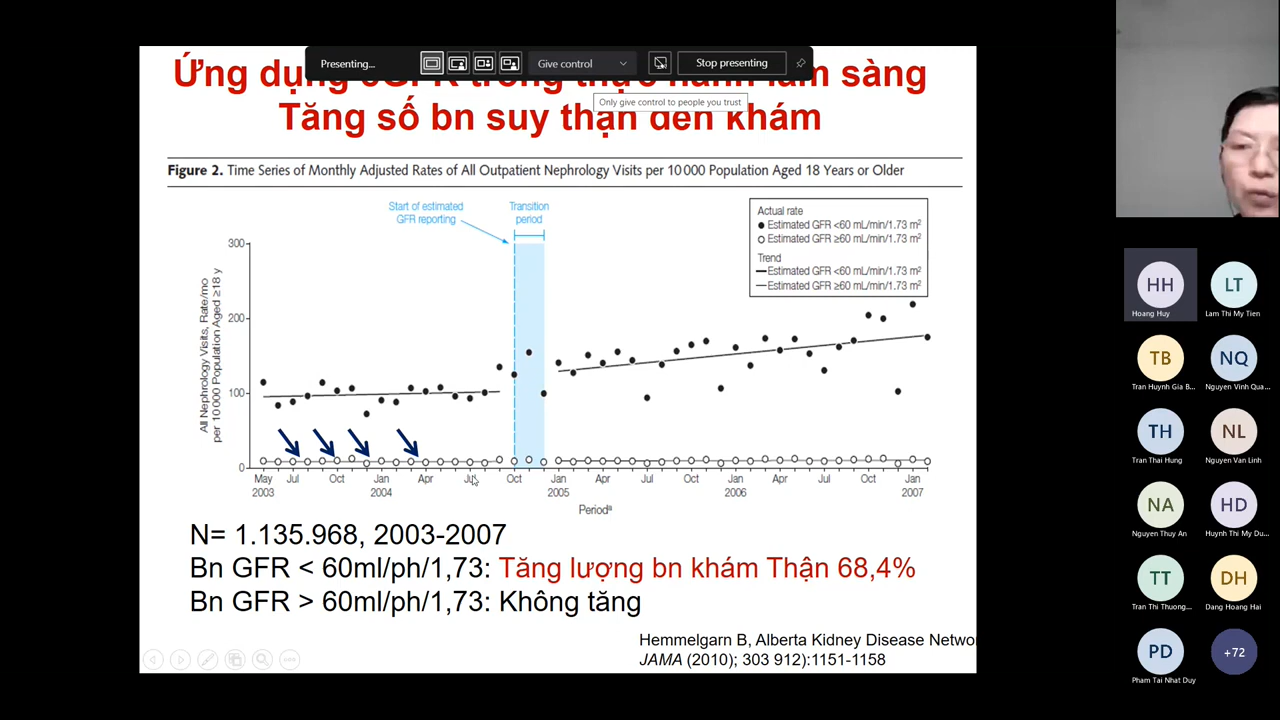 Presenting...
Give control
Stop presenting
Only give control to people you trust
Ứng dụng eGFR trong thực hành lâm sàng
Tăng số bn suy thận đến khám
Figure 2. Time Series of Monthly Adjusted Rates of All Outpatient Nephrology Visits per 10 000 Population Aged 18 Years or Older
Start of estimated
GFR reporting
Transition
period
Actual rate
Estimated GFR <60 mL/min/1.73 m²
Estimated GFR ≥60 mL/min/1.73 m²
Trend
Estimated GFR <60 mL/min/1.73 m²
Estimated GFR ≥60 mL/min/1.73 m²
All Nephrology Visits, Rate/mo
per 10 000 Population Aged ≥18 y
300
200
100
0
May Jul Oct Jan Apr Jul Oct Jan Apr Jul Oct Jan Apr Jul Oct Jan
2003 2004 2005 2006 2007
Periodª
N= 1.135.968, 2003-2007
Bn GFR < 60ml/ph/1,73: Tăng lượng bn khám Thận 68,4%
Bn GFR > 60ml/ph/1,73: Không tăng
Hemmelgarn B, Alberta Kidney Disease Networ
JAMA (2010); 303 912):1151-1158
HH
Hoang Huy
LT
Lam Thi My Tien
TB
Tran Huynh Gia B...
NQ
Nguyen Vinh Qua...
TH
Tran Thai Hung
NL
Nguyen Van Linh
NA
Nguyen Thuy An
HD
Huynh Thi My Du...
TT
Tran Thi Thuong...
DH
Dang Hoang Hai
PD
Pham Tai Nhat Duy
+72